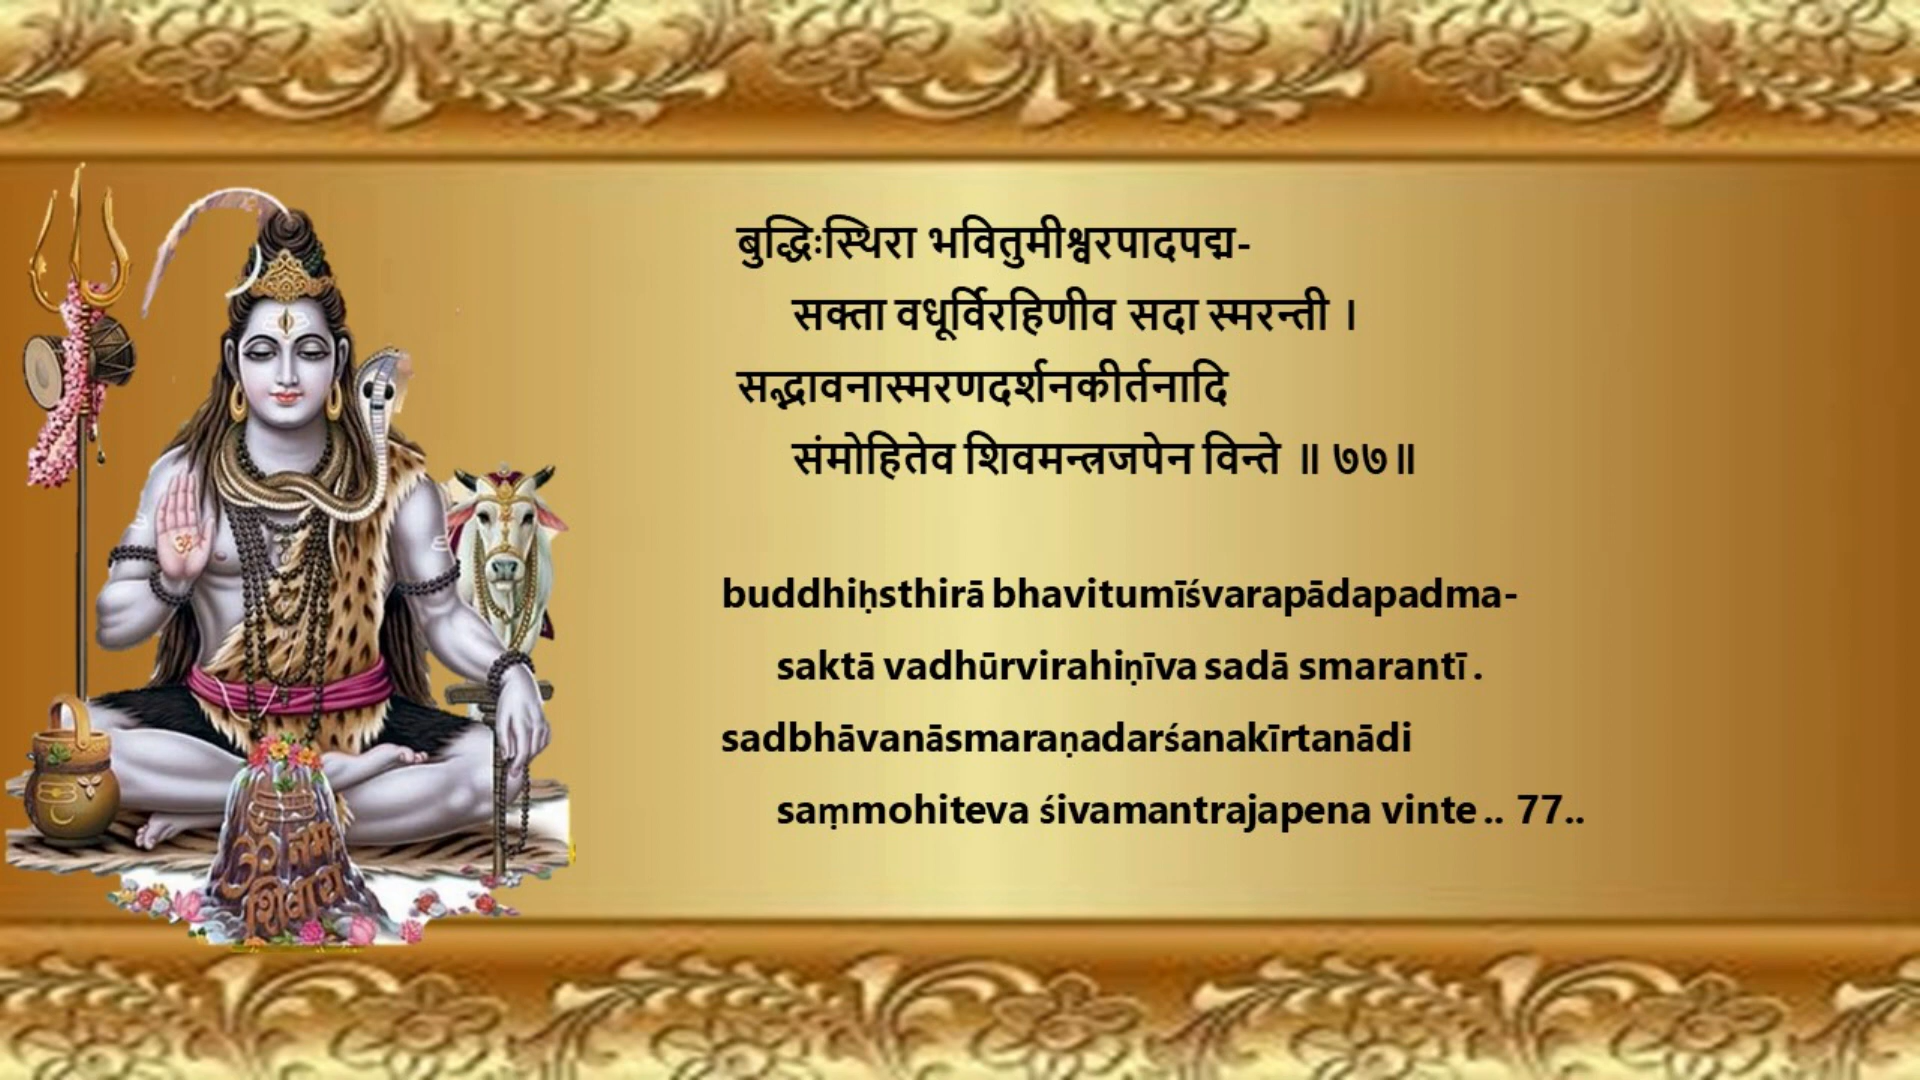 बुद्धिःस्थिरा भवितुमीश्वरपादपद्म-
सक्ता वधूर्विरहिणीव सदा स्मरन्ती ।
सद्भावनास्मरणदर्शनकीर्तनादि
संमोहितेव शिवमन्त्रजपेन विन्ते ॥ ७७॥
buddhiḥsthirā bhavitumīśvarapādapadma-
saktā vadhūrvirahiṇīva sadā smarantī .
sadbhāvanāsmaraṇadarśanakīrtanādi
saṃmohiteva śivamantrajapena vinte .. 77..
ॐ नमः
शिवाय